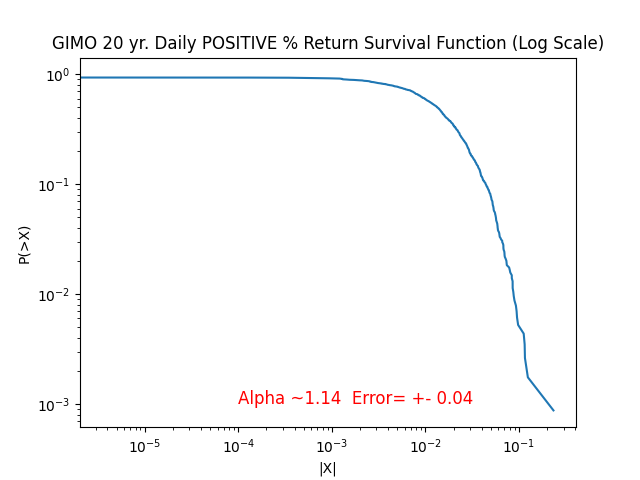 GIMO 20 yr. Daily POSITIVE % Return Survival Function (Log Scale)
10⁰
10⁻¹
10⁻²
10⁻³
P(>X)
Alpha ~1.14  Error= +- 0.04
10⁻⁵ 10⁻⁴ 10⁻³ 10⁻² 10⁻¹
|X|